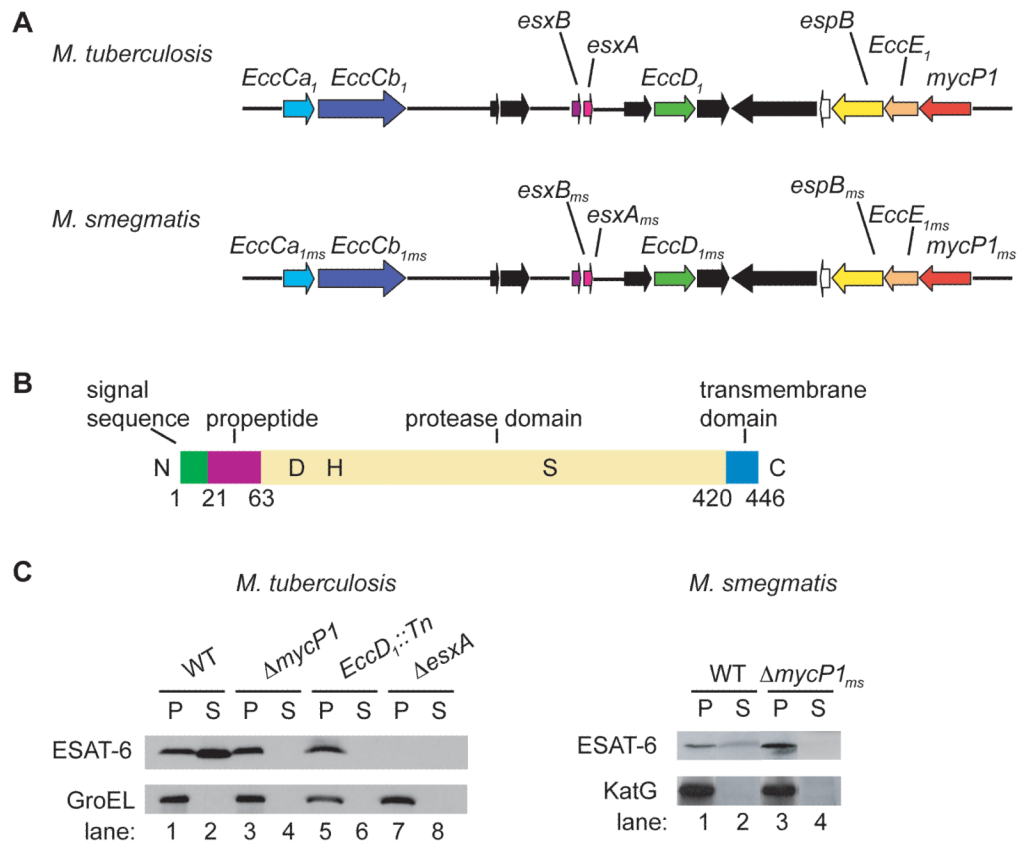 A
M. tuberculosis
EccCa1 EccCb1 esxB esxA EccD1 espB EccE1 mycP1
M. smegmatis
EccCa1ms EccCb1ms esxBms esxAms EccD1ms espBms EccE1ms mycP1ms
B
signal sequence propeptide protease domain transmembrane domain
N D H S C
1 21 63 420 446
C
M. tuberculosis
WT ΔmycP1 EccD1::Tn ΔesxA
P S P S P S P S
ESAT-6
GroEL
lane: 1 2 3 4 5 6 7 8
M. smegmatis
WT ΔmycP1ms
P S P S
ESAT-6
KatG
lane: 1 2 3 4